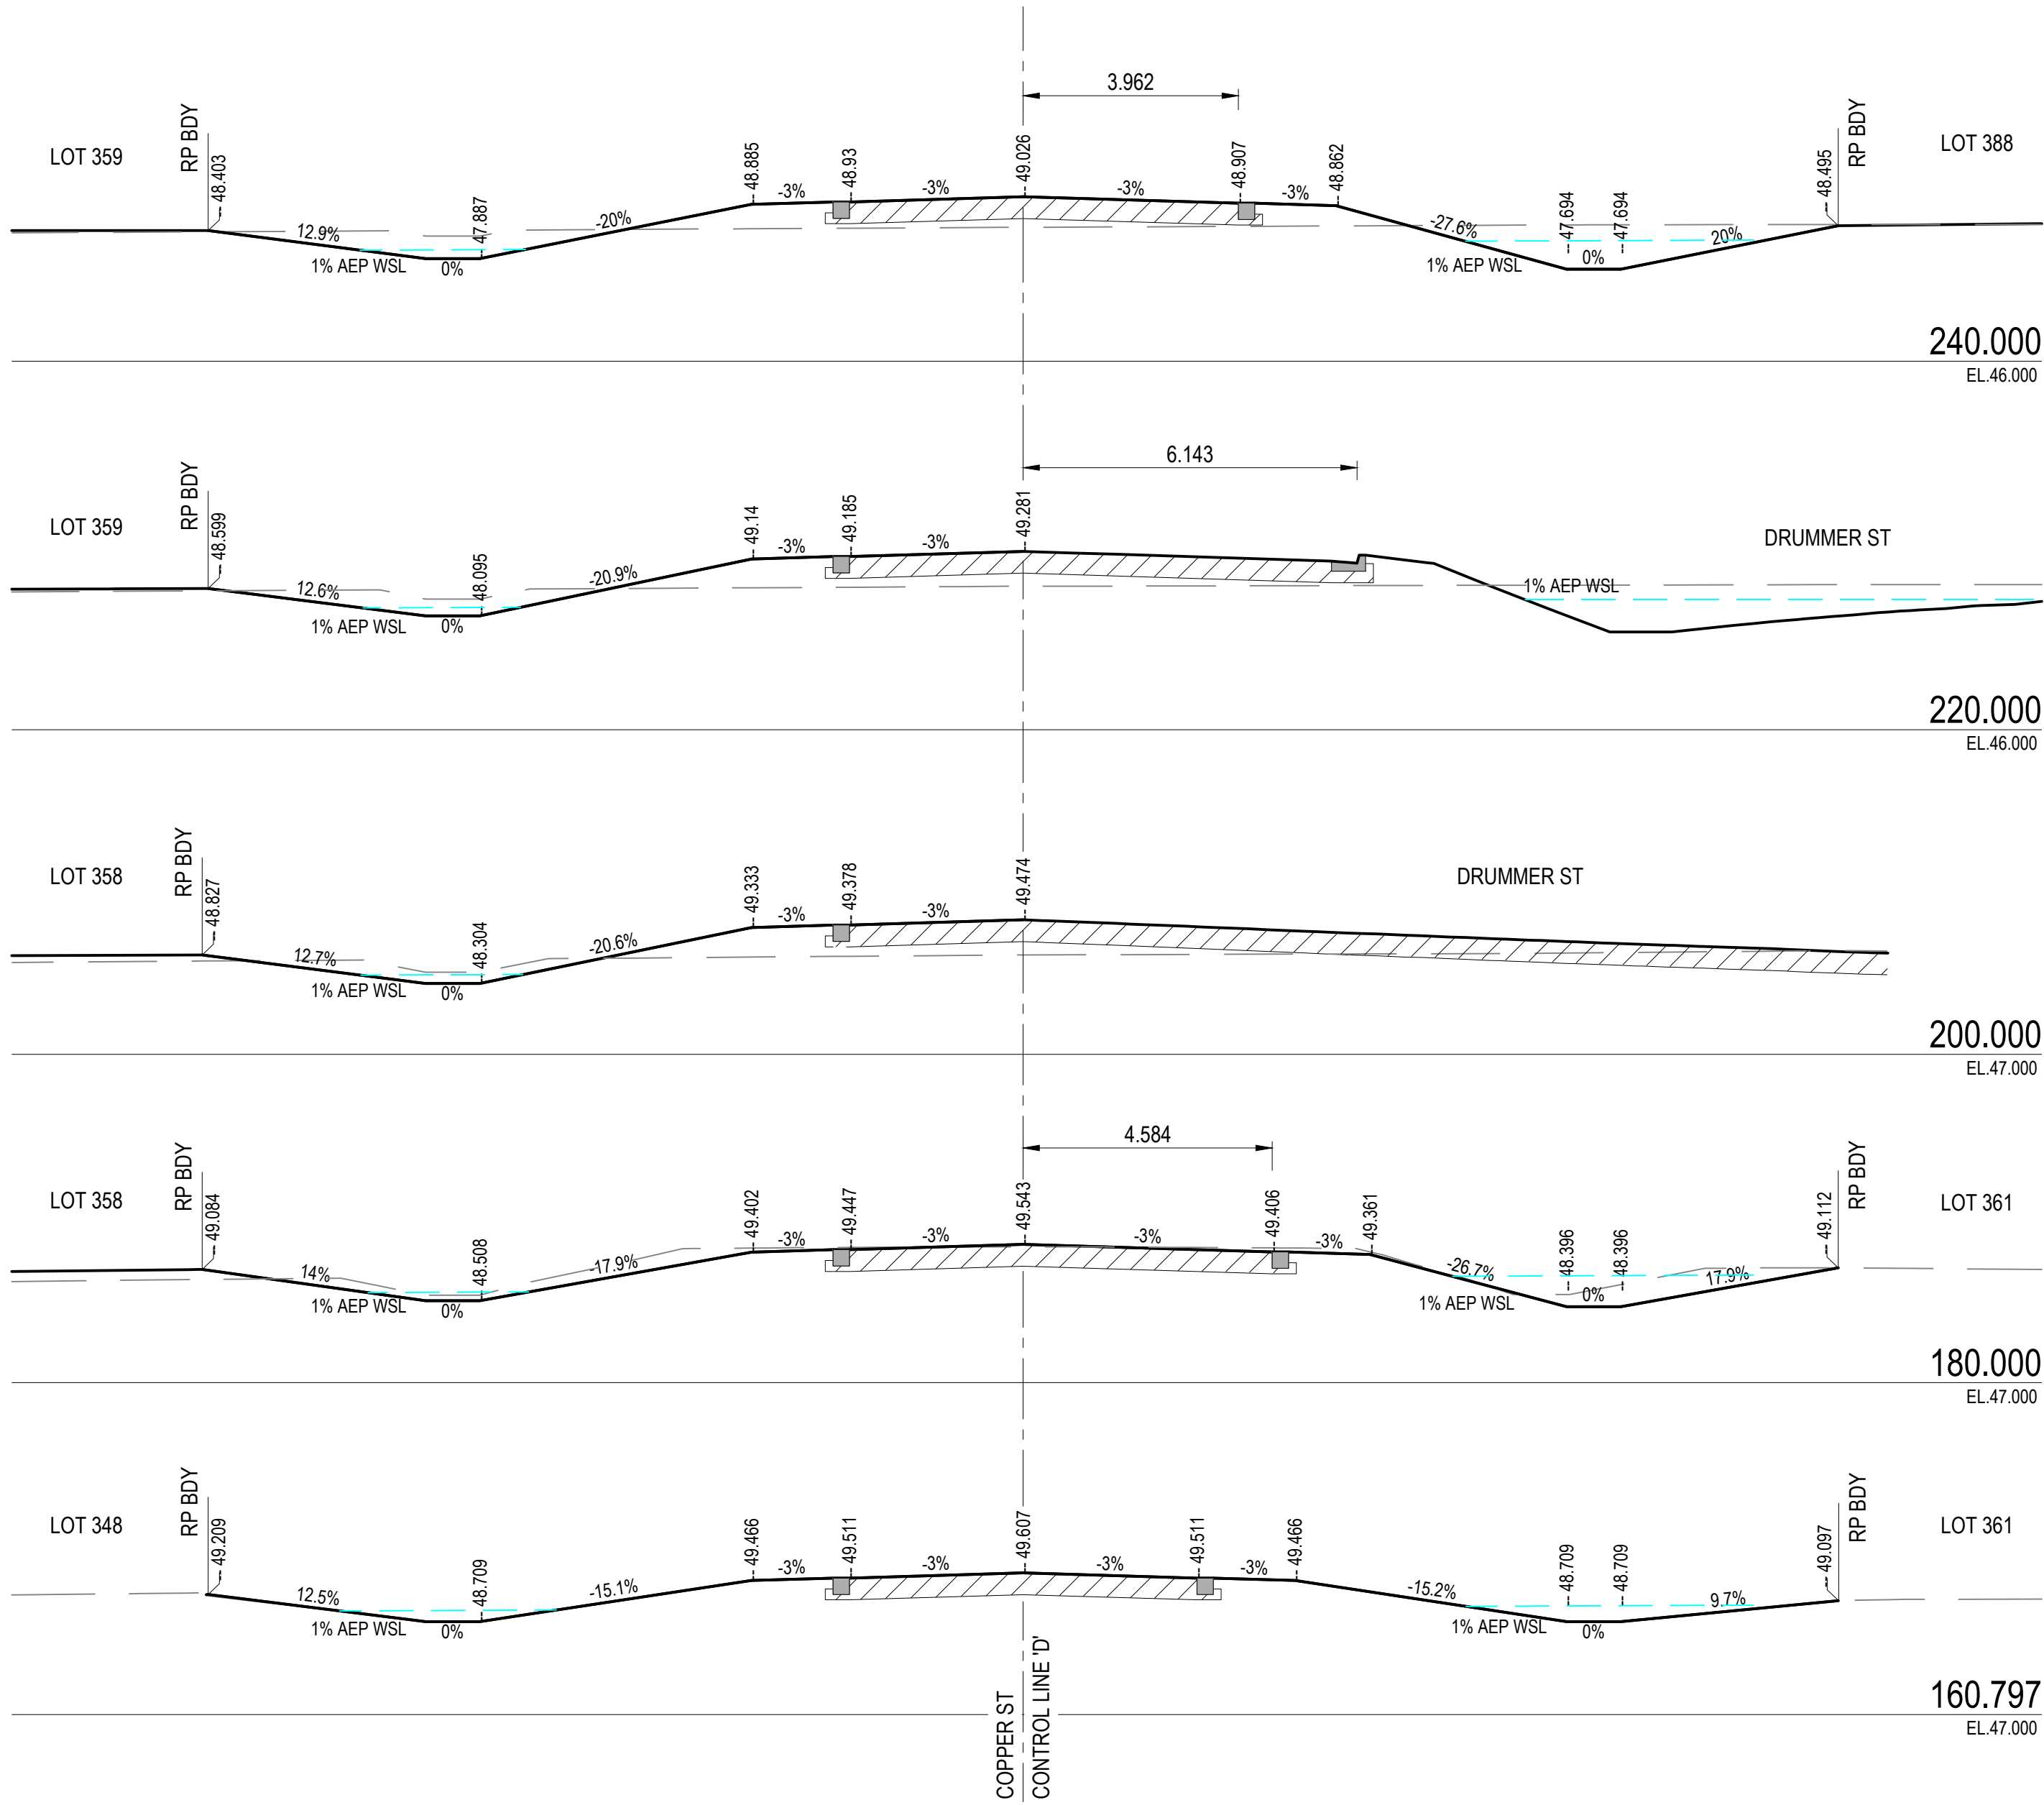 3.962
LOT 359
RP BDY
48.403
12.9%
1% AEP WSL
0%
47.887
-20%
48.885
-3%
48.93
-3%
49.026
-3%
48.907
-3%
48.862
-27.6%
1% AEP WSL
47.694
0%
47.694
20%
48.495
RP BDY
LOT 388
240.000
EL.46.000
6.143
LOT 359
RP BDY
48.599
12.6%
1% AEP WSL
0%
48.095
-20.9%
49.14
-3%
49.185
-3%
49.281
1% AEP WSL
DRUMMER ST
220.000
EL.46.000
LOT 358
RP BDY
48.827
12.7%
1% AEP WSL
0%
48.304
-20.6%
49.333
-3%
49.378
-3%
49.474
DRUMMER ST
200.000
EL.47.000
4.584
LOT 358
RP BDY
49.084
14%
1% AEP WSL
0%
48.508
-17.9%
49.402
-3%
49.447
-3%
49.543
-3%
49.406
-3%
49.361
-26.7%
1% AEP WSL
48.396
0%
48.396
17.9%
49.112
RP BDY
LOT 361
180.000
EL.47.000
LOT 348
RP BDY
49.209
12.5%
1% AEP WSL
0%
48.709
-15.1%
49.466
-3%
49.511
-3%
49.607
-3%
49.511
-3%
49.466
-15.2%
1% AEP WSL
48.709
0%
48.709
9.7%
49.097
RP BDY
LOT 361
160.797
EL.47.000
COPPER ST
CONTROL LINE 'D'